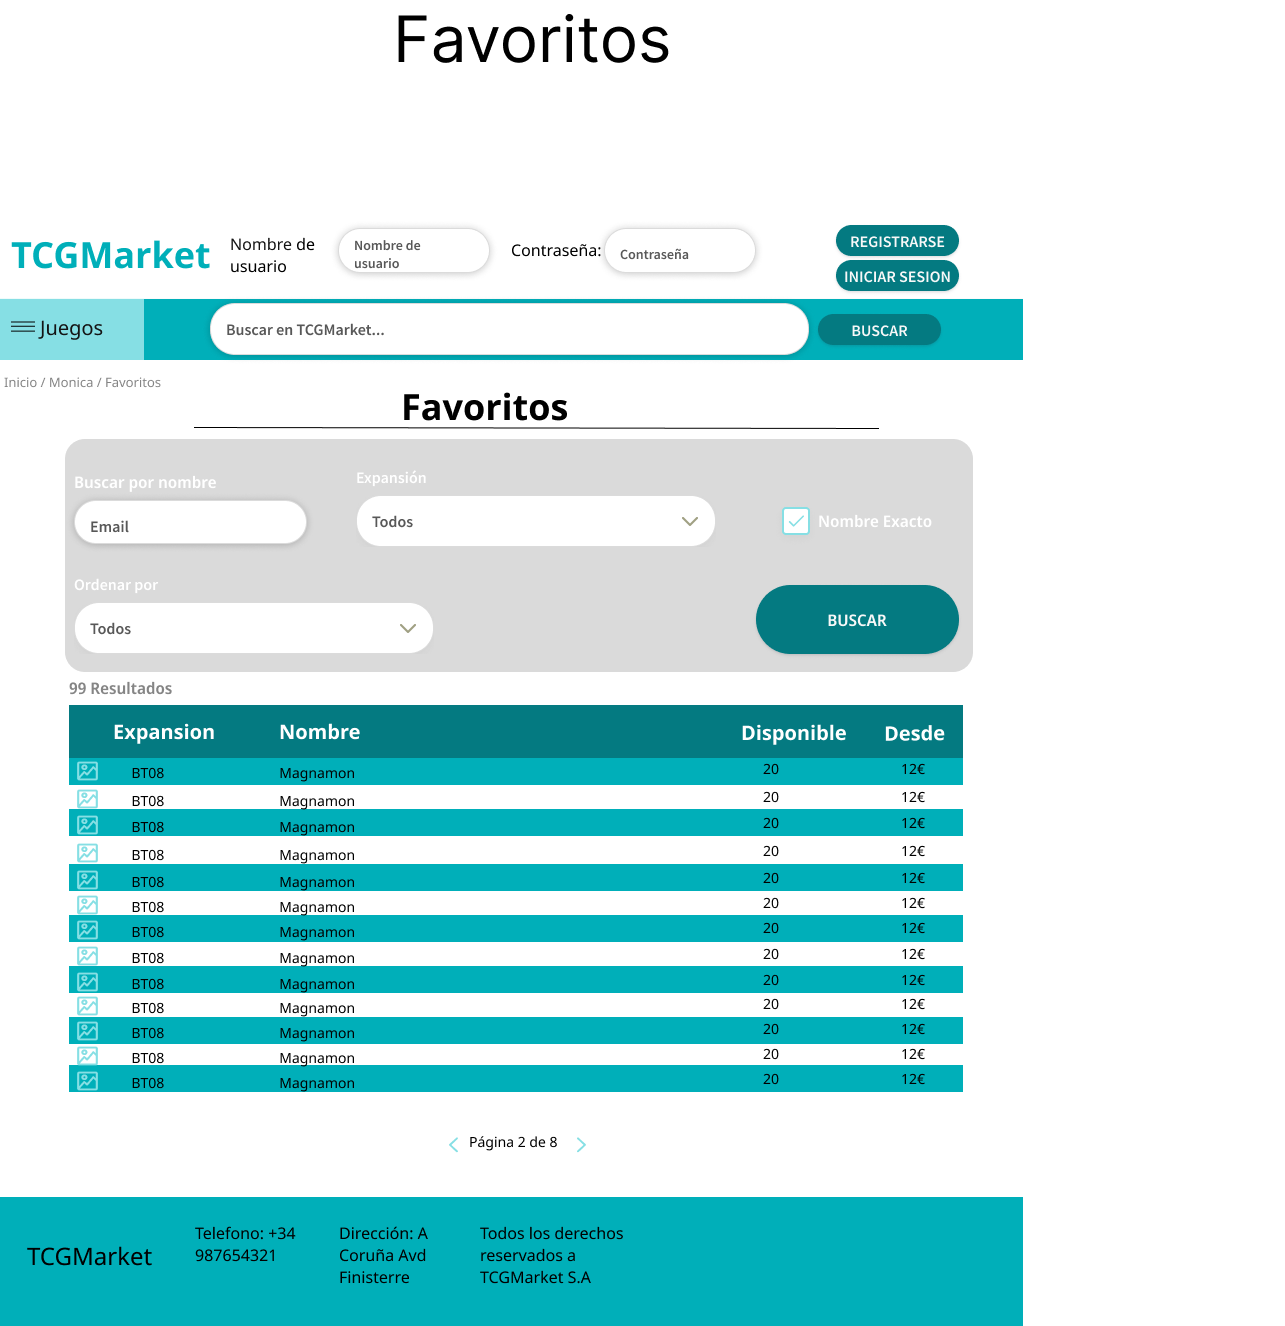 Favoritos
TCGMarket
Nombre de
usuario
Nombre de
usuario
Contraseña:
Contraseña
REGISTRARSE
INICIAR SESION
Juegos
Buscar en TCGMarket...
BUSCAR
Inicio / Monica / Favoritos
Favoritos
Buscar por nombre
Email
Expansión
Todos
Nombre Exacto
Ordenar por
Todos
BUSCAR
99 Resultados
Expansion Nombre Disponible Desde
BT08 Magnamon 20 12€
BT08 Magnamon 20 12€
BT08 Magnamon 20 12€
BT08 Magnamon 20 12€
BT08 Magnamon 20 12€
BT08 Magnamon 20 12€
BT08 Magnamon 20 12€
BT08 Magnamon 20 12€
BT08 Magnamon 20 12€
BT08 Magnamon 20 12€
BT08 Magnamon 20 12€
BT08 Magnamon 20 12€
BT08 Magnamon 20 12€
Página 2 de 8
TCGMarket
Telefono: +34
987654321
Dirección: A
Coruña Avd
Finisterre
Todos los derechos
reservados a
TCGMarket S.A